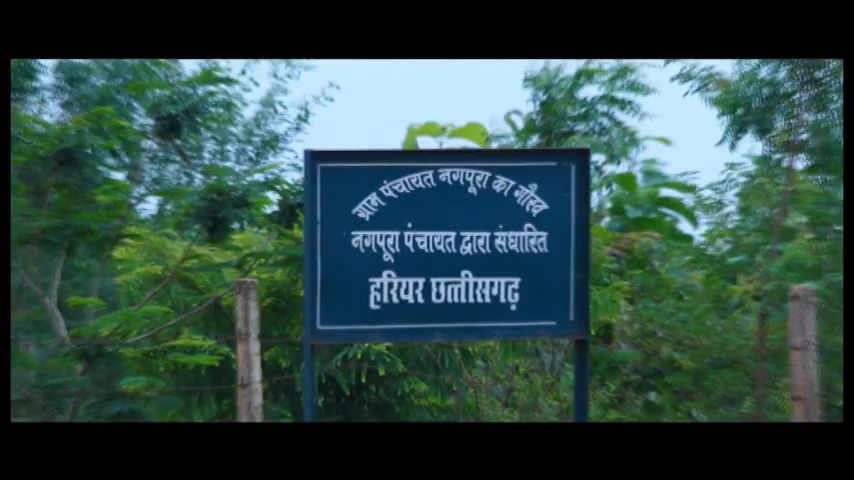 ग्राम पंचायत नगपूरा का गौरव
नगपूरा पंचायत द्वारा संधारित
हरियर छत्तीसगढ़